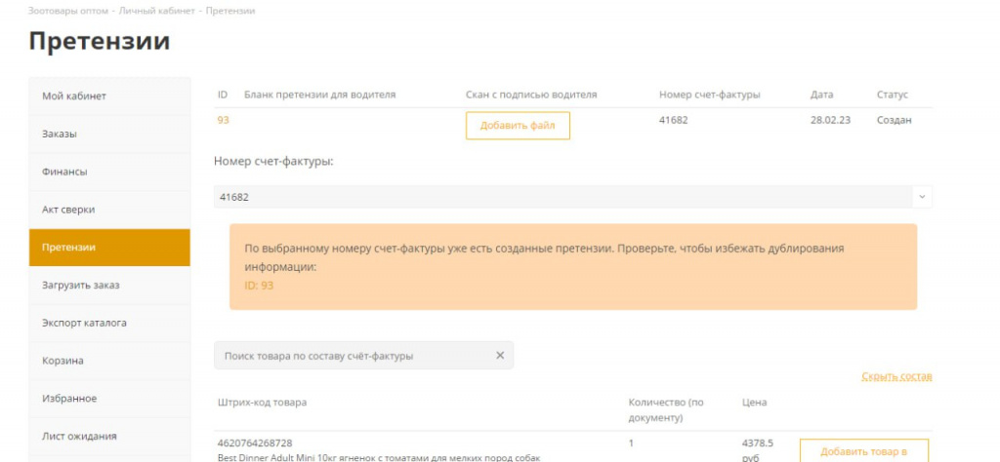 Зоотовары оптом - Личный кабинет - Претензии
Претензии
Мой кабинет
Заказы
Финансы
Акт сверки
Претензии
Загрузить заказ
Экспорт каталога
Корзина
Избранное
Лист ожидания
ID Бланк претензии для водителя Скан с подписью водителя Номер счет-фактуры Дата Статус
93 Добавить файл 41682 28.02.23 Создан
Номер счет-фактуры:
41682
По выбранному номеру счет-фактуры уже есть созданные претензии. Проверьте, чтобы избежать дублирования
информации:
ID: 93
Поиск товара по составу счёт-фактуры
Скрыть состав
Штрих-код товара Количество (по Цена
документу)
4620764268728 1 4378.5
Best Dinner Adult Mini 10кг ягненок с томатами для мелких пород собак руб
Добавить товар в